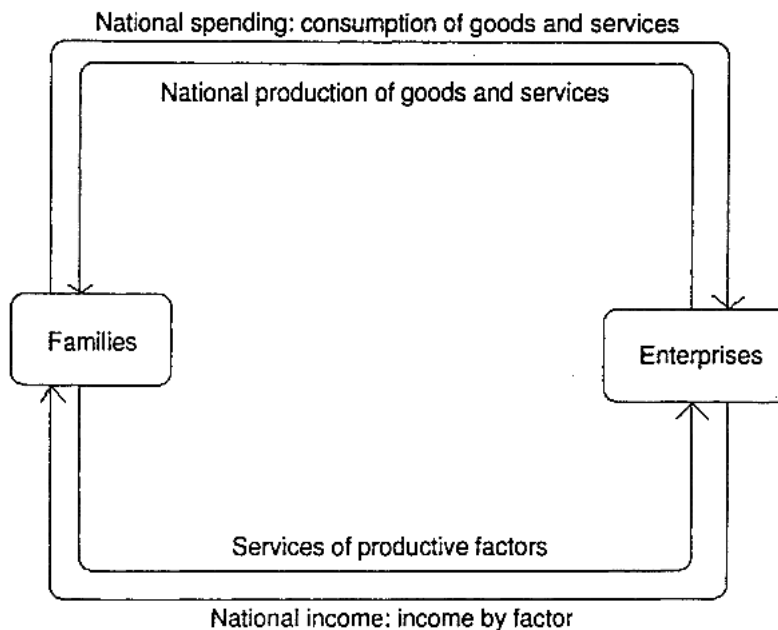 National spending: consumption of goods and services
National production of goods and services
Families
Enterprises
Services of productive factors
National income: income by factor